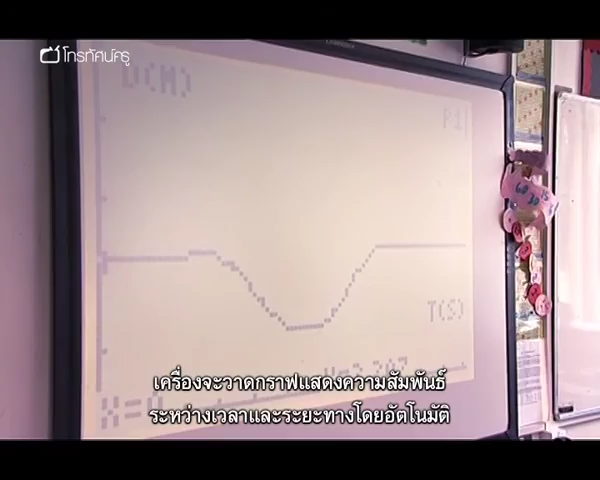 โทรทัศน์ครู
D(M)
P1
T(S)
เครื่องจะวาดกราฟแสดงความสัมพันธ์
ระหว่างเวลาและระยะทางโดยอัตโนมัติ